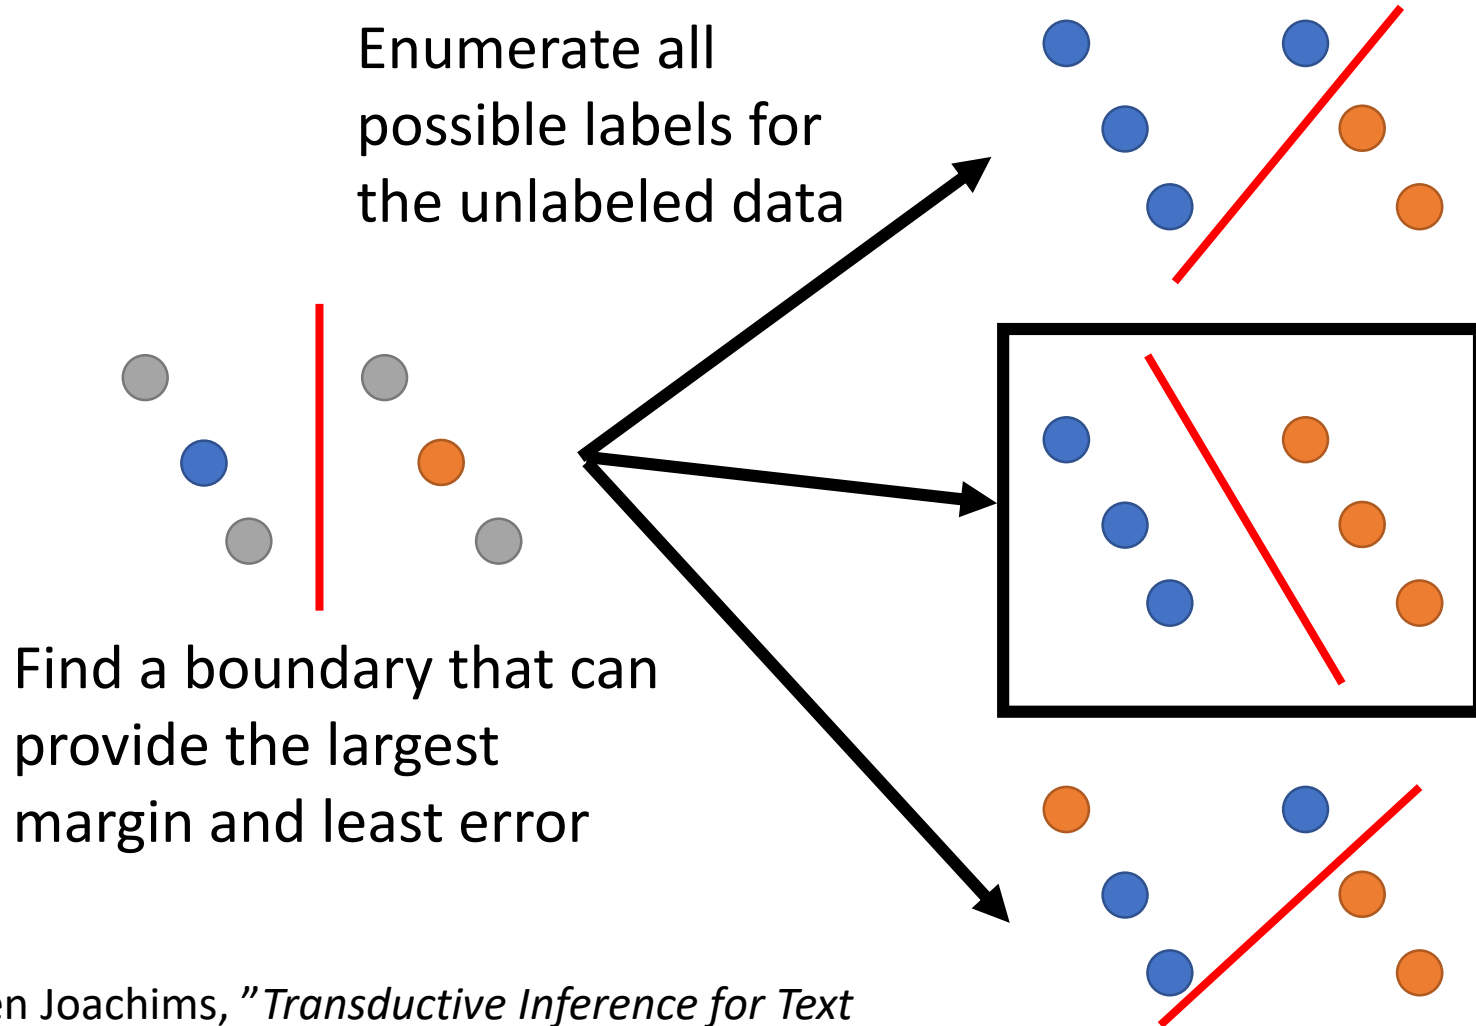 Enumerate all
possible labels for
the unlabeled data
Find a boundary that can
provide the largest
margin and least error
Joachims, ”Transductive Inference for Text